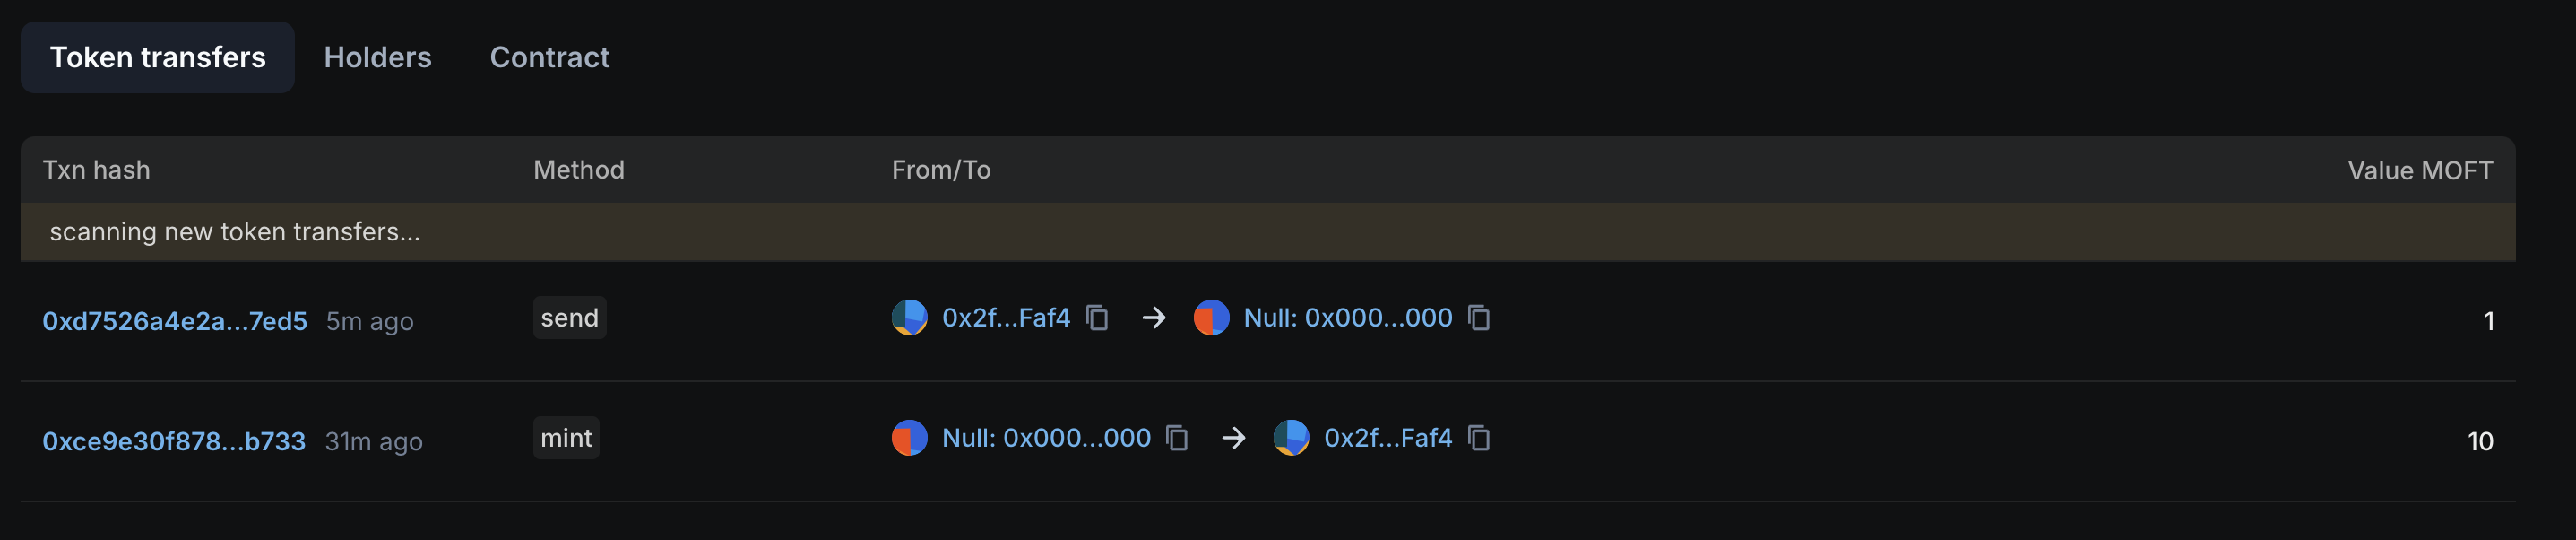 Token transfers Holders Contract
Txn hash Method From/To Value MOFT
scanning new token transfers...
0xd7526a4e2a...7ed5 5m ago send 0x2f...Faf4 → Null: 0x000...000 1
0xce9e30f878...b733 31m ago mint Null: 0x000...000 → 0x2f...Faf4 10